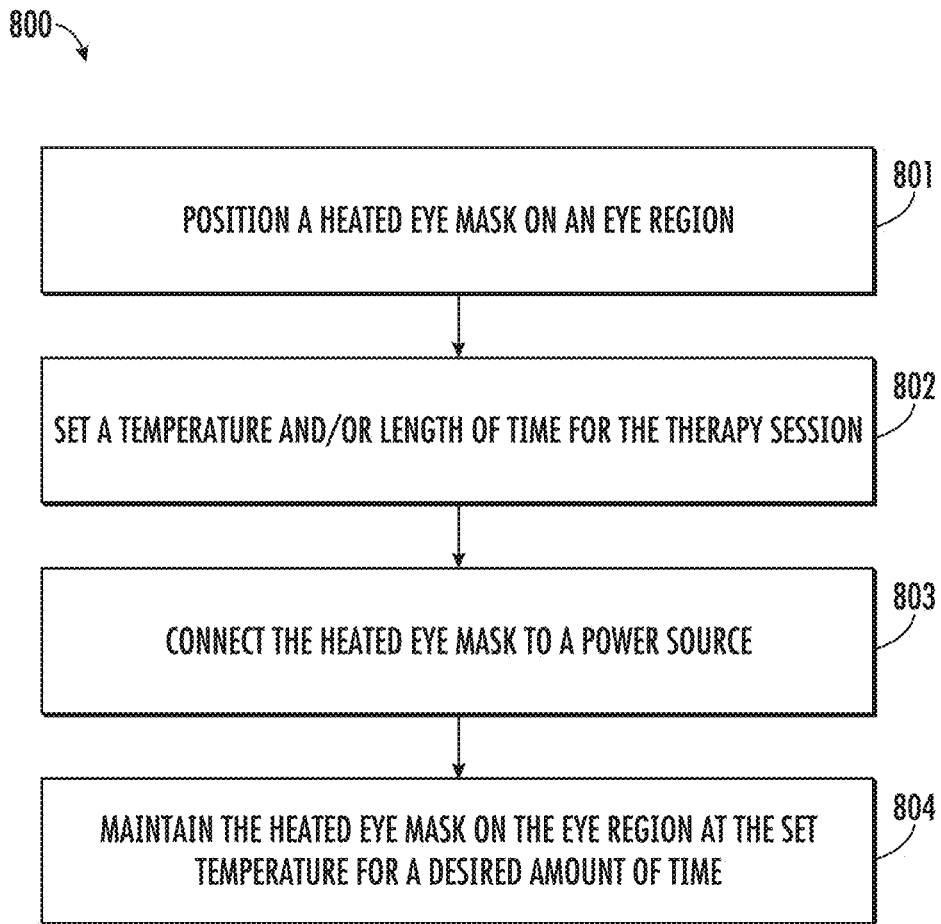 800
POSITION A HEATED EYE MASK ON AN EYE REGION
801
SET A TEMPERATURE AND/OR LENGTH OF TIME FOR THE THERAPY SESSION
802
CONNECT THE HEATED EYE MASK TO A POWER SOURCE
803
MAINTAIN THE HEATED EYE MASK ON THE EYE REGION AT THE SET
TEMPERATURE FOR A DESIRED AMOUNT OF TIME
804